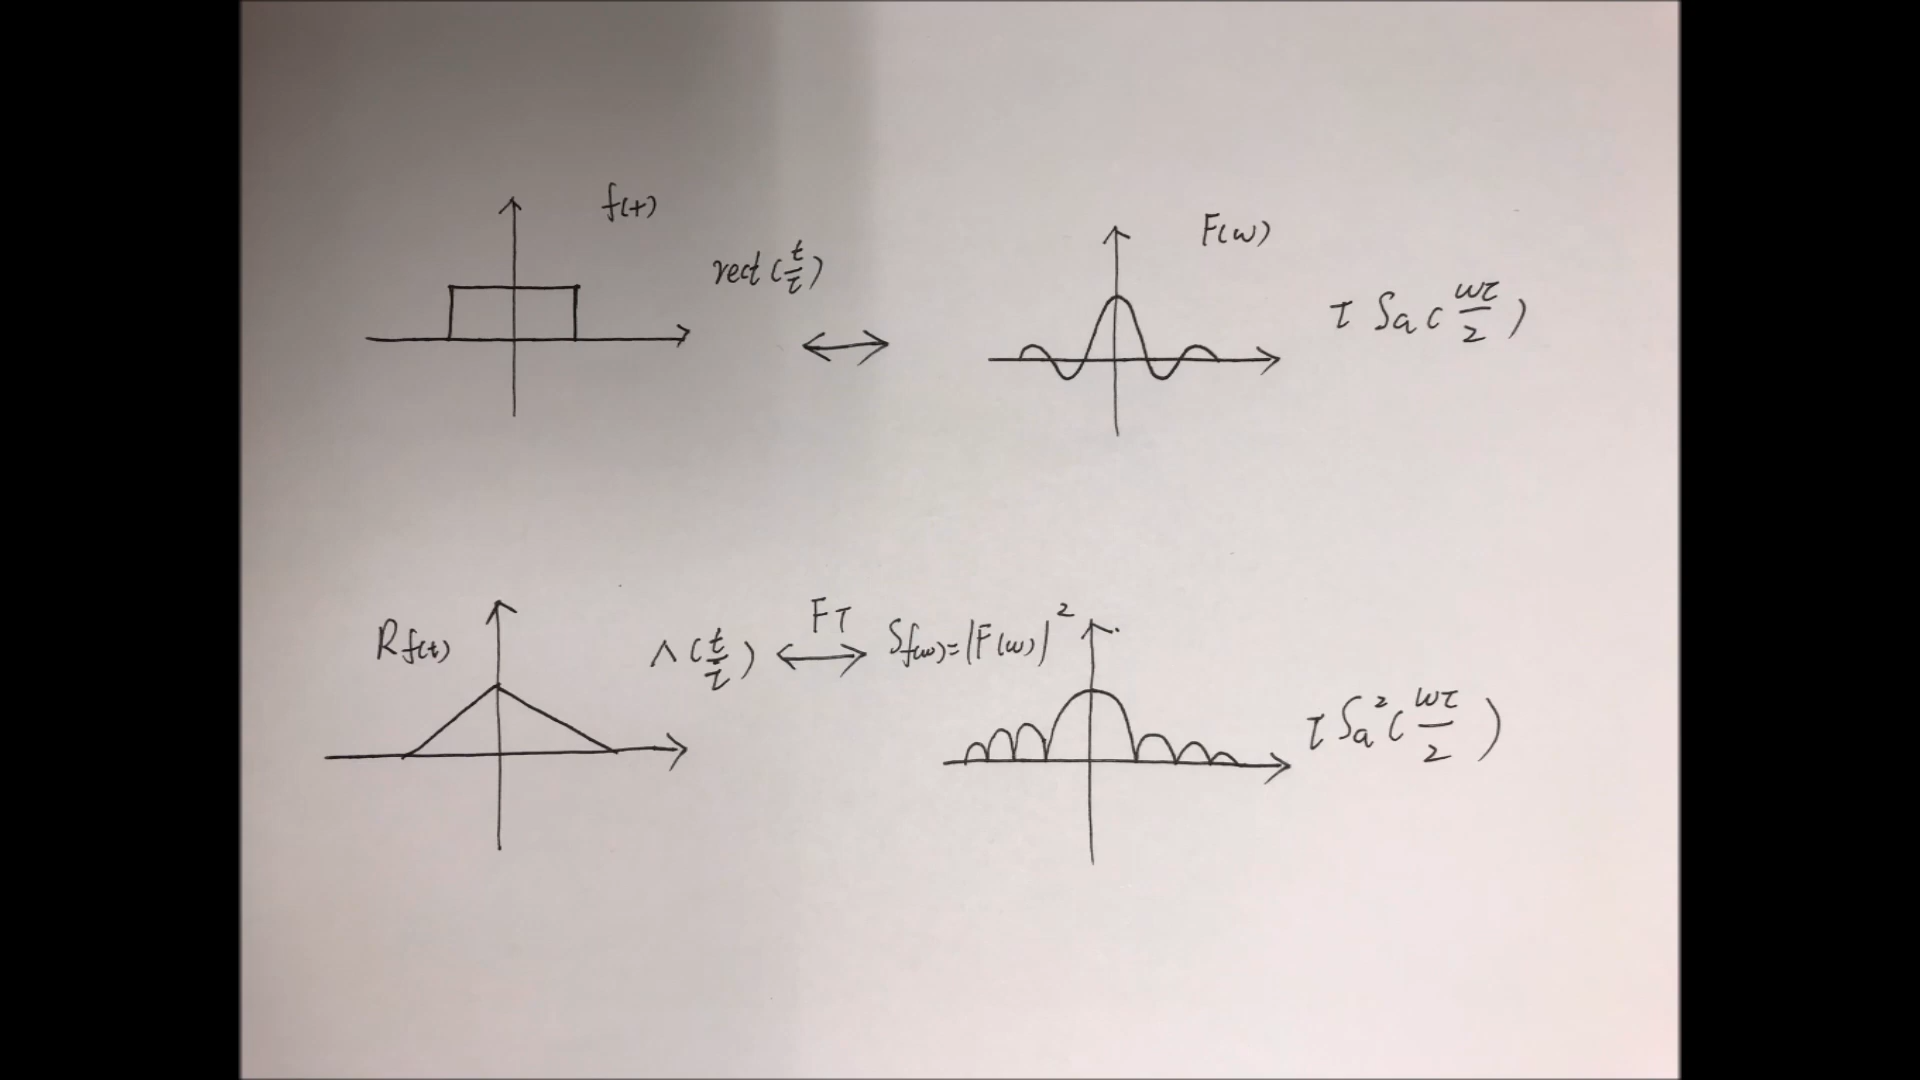 f(t)
rect(t/τ)
F(ω)
τ Sa(ωτ/2)
Rf(t)
∧(t/τ)
FT
Sf(ω)=|F(ω)|²
τ Sa²(ωτ/2)